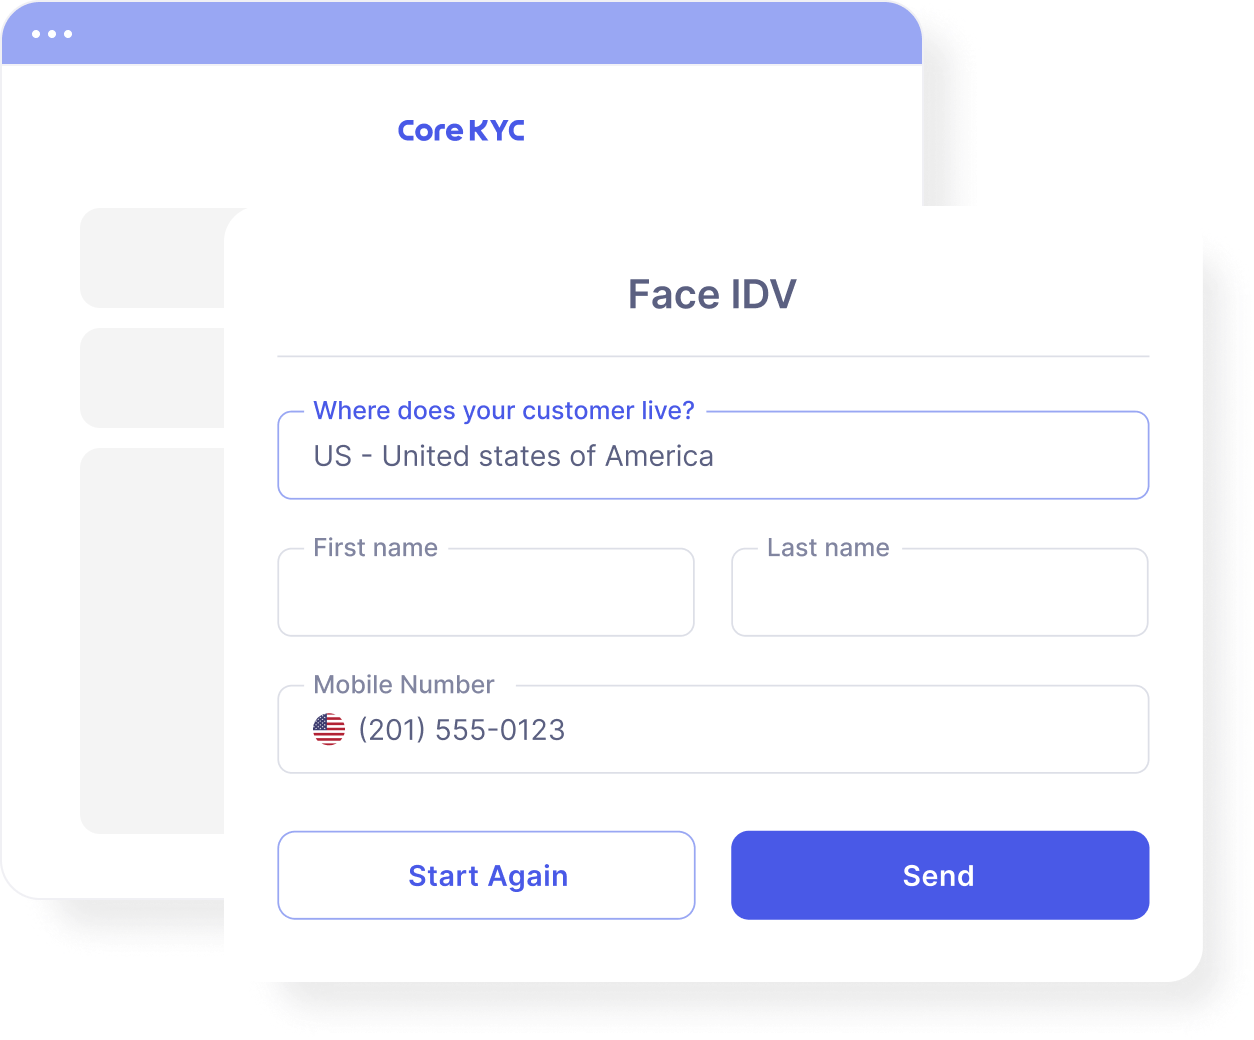 Core KYC
Face IDV
Where does your customer live?
US - United states of America
First name
Last name
Mobile Number
(201) 555-0123
Start Again
Send